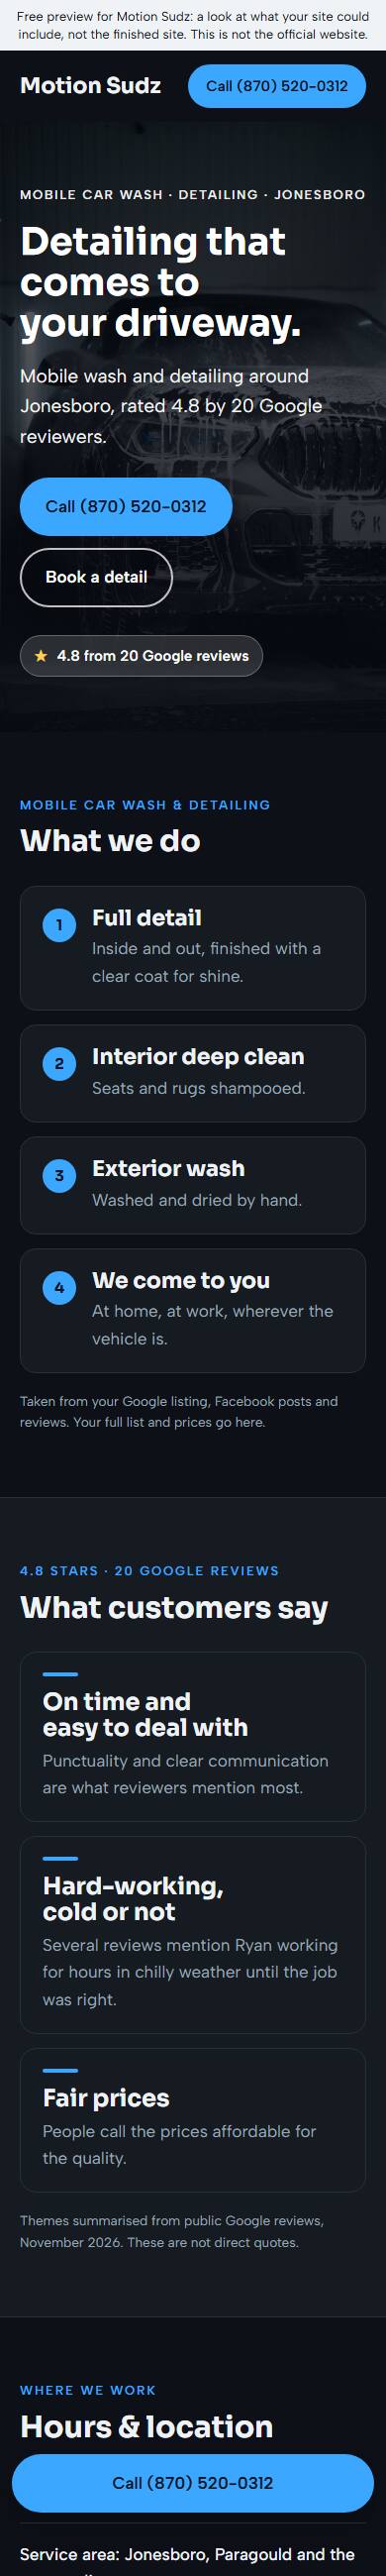 Free preview for Motion Sudz: a look at what your site could
include, not the finished site. This is not the official website.
Motion Sudz
Call (870) 520-0312
MOBILE CAR WASH · DETAILING · JONESBORO
Detailing that
comes to
your driveway.
Mobile wash and detailing around
Jonesboro, rated 4.8 by 20 Google
reviewers.
Call (870) 520-0312
Book a detail
★ 4.8 from 20 Google reviews
MOBILE CAR WASH & DETAILING
What we do
1
Full detail
Inside and out, finished with a
clear coat for shine.
2
Interior deep clean
Seats and rugs shampooed.
3
Exterior wash
Washed and dried by hand.
4
We come to you
At home, at work, wherever the
vehicle is.
Taken from your Google listing, Facebook posts and
reviews. Your full list and prices go here.
4.8 STARS · 20 GOOGLE REVIEWS
What customers say
On time and
easy to deal with
Punctuality and clear communication
are what reviewers mention most.
Hard-working,
cold or not
Several reviews mention Ryan working
for hours in chilly weather until the job
was right.
Fair prices
People call the prices affordable for
the quality.
Themes summarised from public Google reviews,
November 2026. These are not direct quotes.
WHERE WE WORK
Hours & location
Call (870) 520-0312
Service area: Jonesboro, Paragould and the